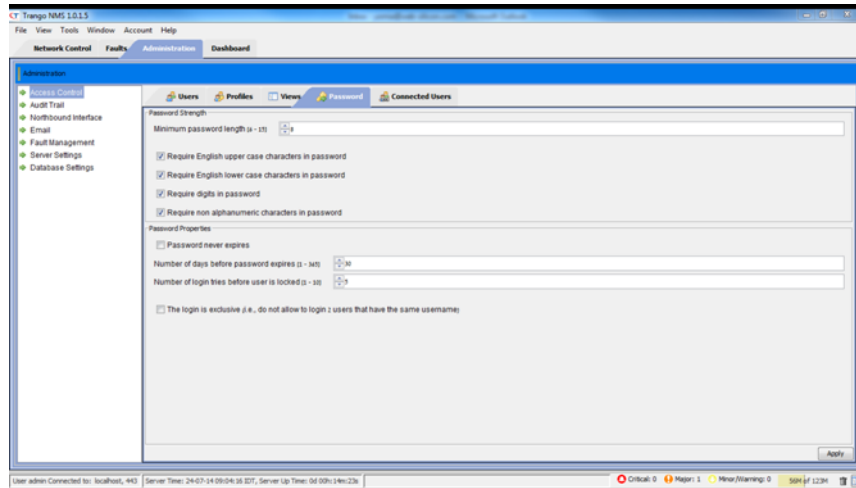 Trango NMS 1.0.1.5
File View Tools Window Account Help
Network Control Faults Administration Dashboard
Administration
Access Control
Audit Trail
Northbound Interface
Email
Fault Management
Server Settings
Database Settings
Users Profiles Views Password Connected Users
Password Strength
Minimum password length (4 - 15) 8
Require English upper case characters in password
Require English lower case characters in password
Require digits in password
Require non alphanumeric characters in password
Password Properties
Password never expires
Number of days before password expires (1 - 365) 30
Number of login tries before user is locked (1 - 10) 5
The login is exclusive (i.e., do not allow to login 2 users that have the same username)
Apply
User admin Connected to: localhost, 443 Server Time: 24-07-14 09:04:16 IDT, Server Up Time: 0d 00h:14m:23s Critical: 0 Major: 1 Minor/Warning: 0 56M of 123M